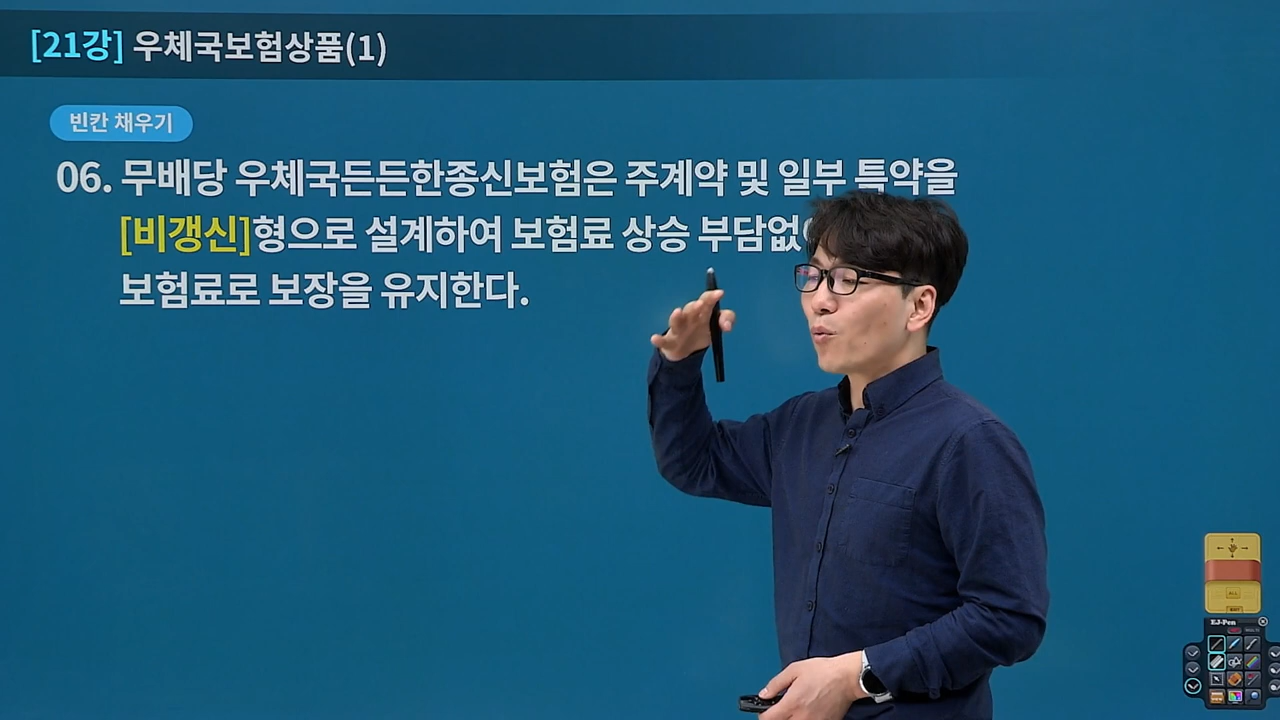 [21강] 우체국보험상품(1)
빈칸 채우기
06. 무배당 우체국든든한종신보험은 주계약 및 일부 특약을
[비갱신]형으로 설계하여 보험료 상승 부담없
보험료로 보장을 유지한다.
EJ-Pen